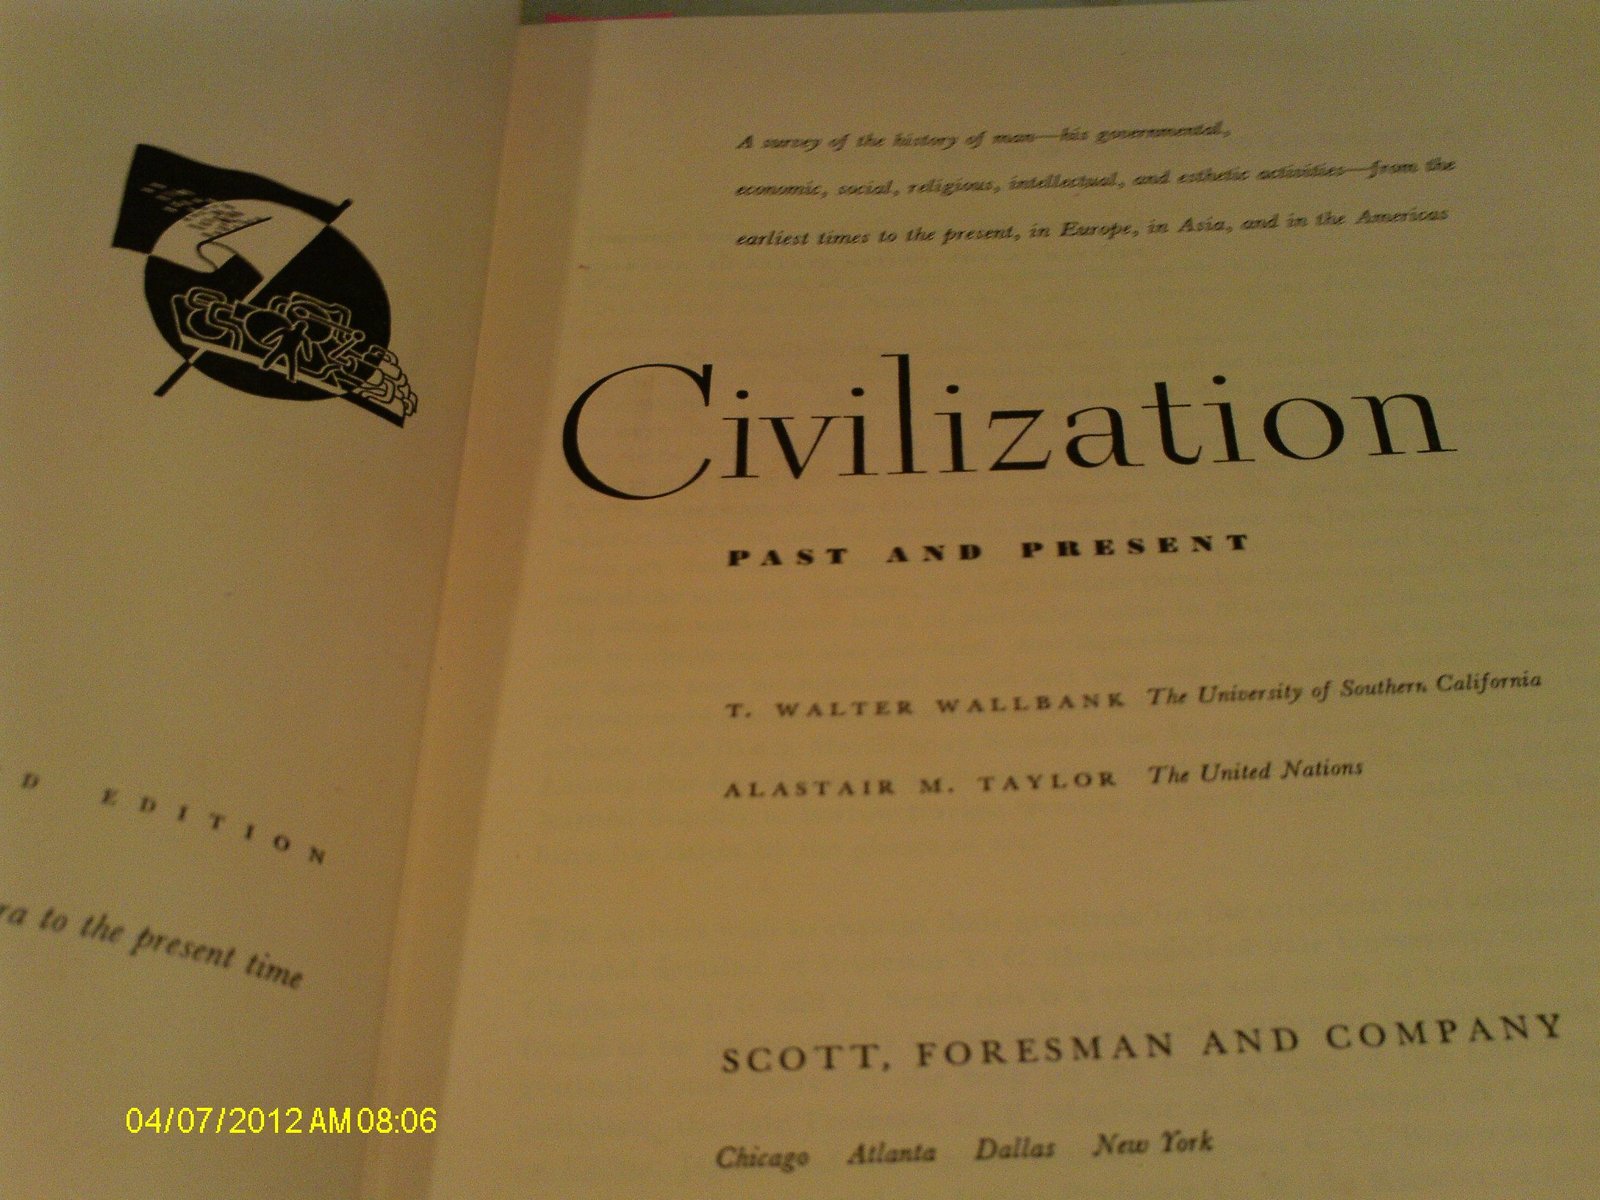 D EDITION
ra to the present time
A survey of the history of man—his governmental,
economic, social, religious, intellectual, and esthetic activities—from the
earliest times to the present, in Europe, in Asia, and in the Americas
Civilization
PAST AND PRESENT
T. WALTER WALLBANK The University of Southern California
ALASTAIR M. TAYLOR The United Nations
SCOTT, FORESMAN AND COMPANY
Chicago Atlanta Dallas New York
04/07/2012 AM 08:06